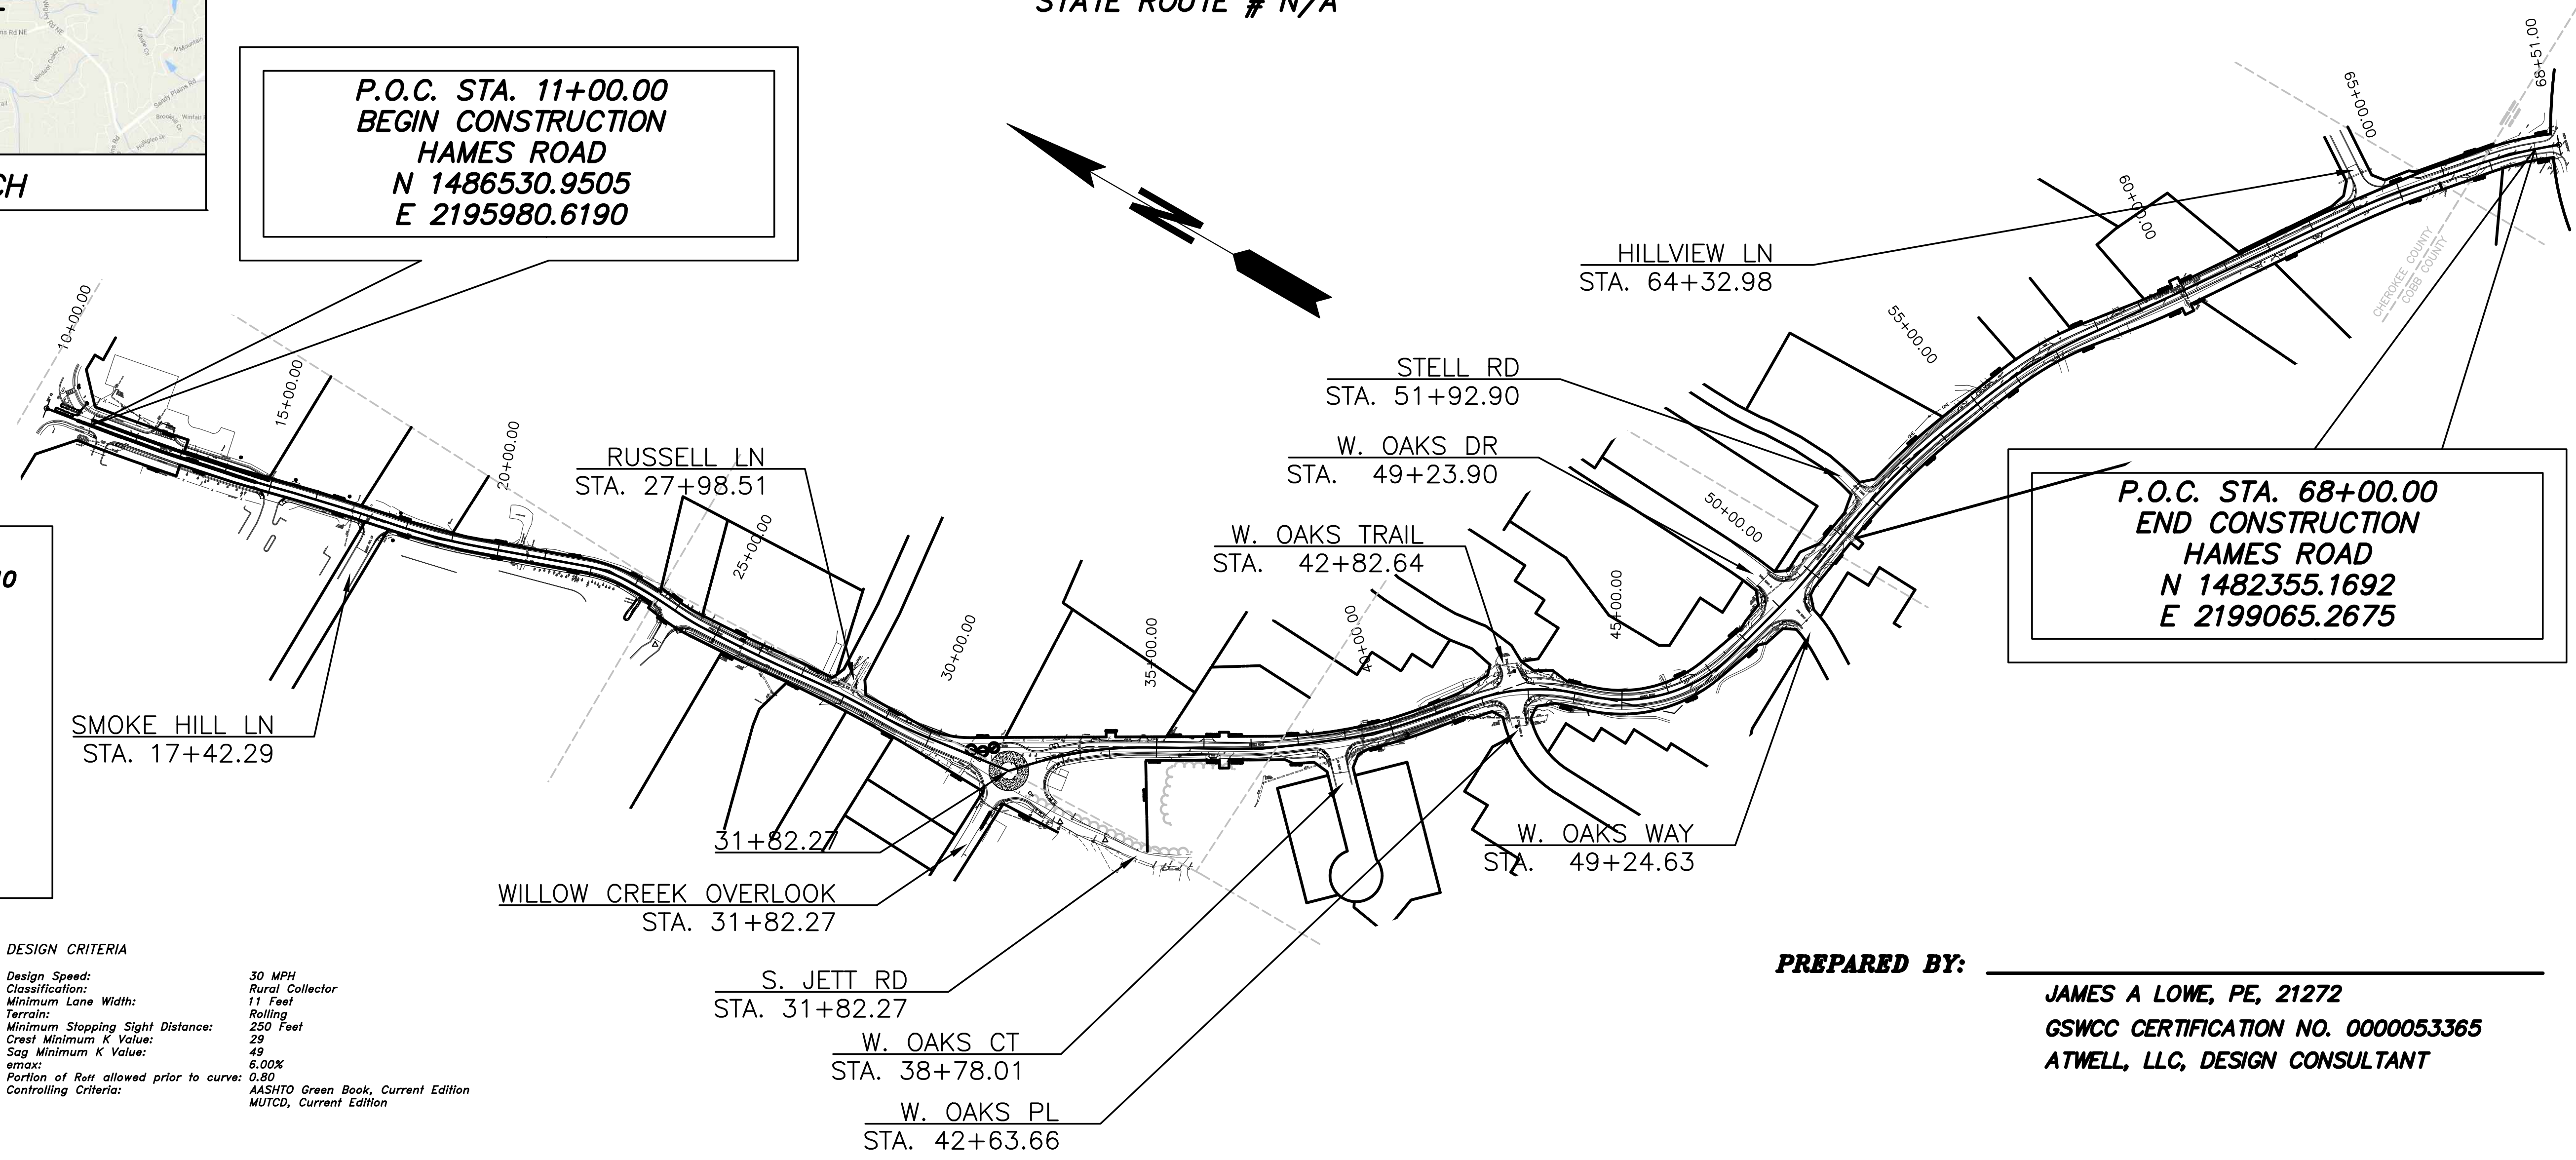 STATE ROUTE # N/A
P.O.C. STA. 11+00.00
BEGIN CONSTRUCTION
HAMES ROAD
N 1486530.9505
E 2195980.6190
CH
N
Sandy Plains Rd
10+00.00
15+00.00
20+00.00
25+00.00
30+00.00
35+00.00
40+00.00
45+00.00
50+00.00
55+00.00
60+00.00
65+00.00
68+51.00
HILLVIEW LN
STA. 64+32.98
CHEROKEE COUNTY
COBB COUNTY
STELL RD
STA. 51+92.90
W. OAKS DR
STA. 49+23.90
W. OAKS TRAIL
STA. 42+82.64
RUSSELL LN
STA. 27+98.51
P.O.C. STA. 68+00.00
END CONSTRUCTION
HAMES ROAD
N 1482355.1692
E 2199065.2675
SMOKE HILL LN
STA. 17+42.29
31+82.27
WILLOW CREEK OVERLOOK
STA. 31+82.27
S. JETT RD
STA. 31+82.27
W. OAKS CT
STA. 38+78.01
W. OAKS PL
STA. 42+63.66
W. OAKS WAY
STA. 49+24.63
DESIGN CRITERIA
Design Speed: 30 MPH
Classification: Rural Collector
Minimum Lane Width: 11 Feet
Terrain: Rolling
Minimum Stopping Sight Distance: 250 Feet
Crest Minimum K Value: 29
Sag Minimum K Value: 49
emax: 6.00%
Portion of Roff allowed prior to curve: 0.80
Controlling Criteria: AASHTO Green Book, Current Edition
MUTCD, Current Edition
PREPARED BY:
JAMES A LOWE, PE, 21272
GSWCC CERTIFICATION NO. 0000053365
ATWELL, LLC, DESIGN CONSULTANT